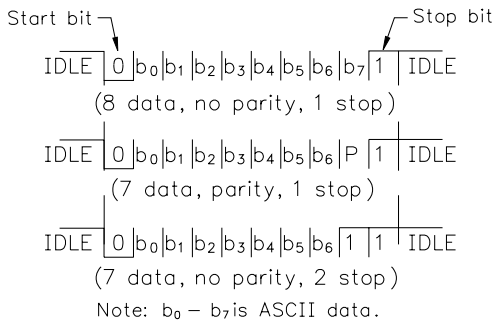 Start bit Stop bit
IDLE 0 b₀ b₁ b₂ b₃ b₄ b₅ b₆ b₇ 1 IDLE
(8 data, no parity, 1 stop)
IDLE 0 b₀ b₁ b₂ b₃ b₄ b₅ b₆ P 1 IDLE
(7 data, parity, 1 stop)
IDLE 0 b₀ b₁ b₂ b₃ b₄ b₅ b₆ 1 1 IDLE
(7 data, no parity, 2 stop)
Note: b₀ – b₇ is ASCII data.